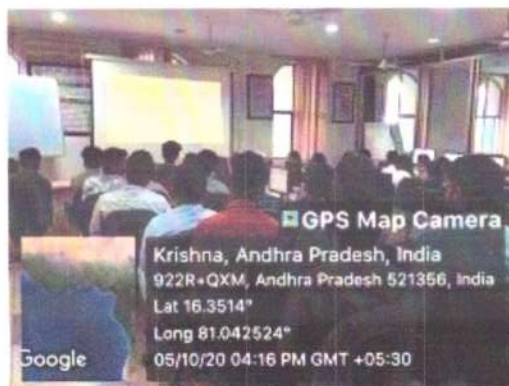 GPS Map Camera
Krishna, Andhra Pradesh, India
922R+QXM, Andhra Pradesh 521356, India
Lat 16.3514°
Long 81.042524°
Google
05/10/20 04:16 PM GMT +05:30